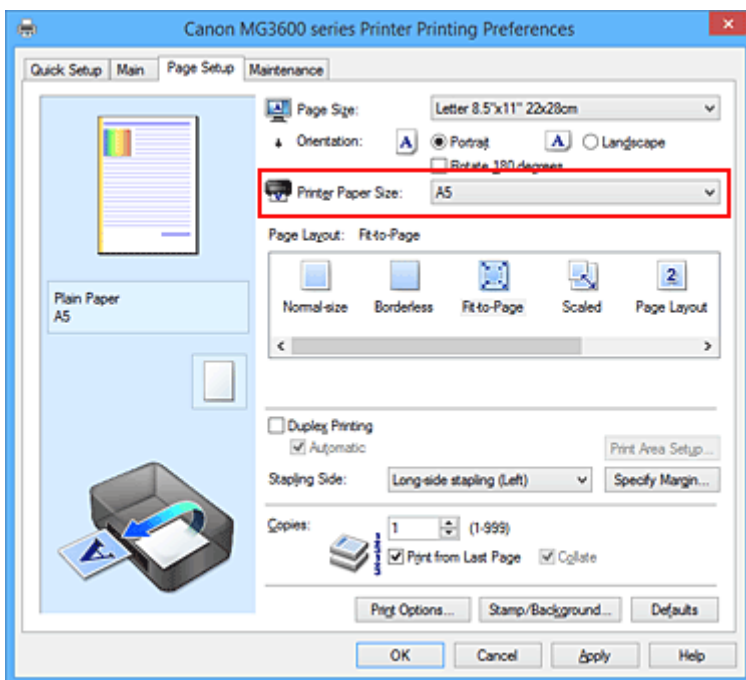 Canon MG3600 series Printer Printing Preferences
Quick Setup Main Page Setup Maintenance
Page Size: Letter 8.5"x11" 22x28cm
Orientation: A Portrait A Landscape
Rotate 180 degrees
Printer Paper Size: A5
Page Layout: Fit-to-Page
Normal-size Borderless Fit-to-Page Scaled 2 Page Layout
Plain Paper
A5
Duplex Printing
Automatic
Print Area Setup...
Stapling Side: Long-side stapling (Left) Specify Margin...
Copies: 1 (1-999)
Print from Last Page Collate
Print Options... Stamp/Background... Defaults
OK Cancel Apply Help